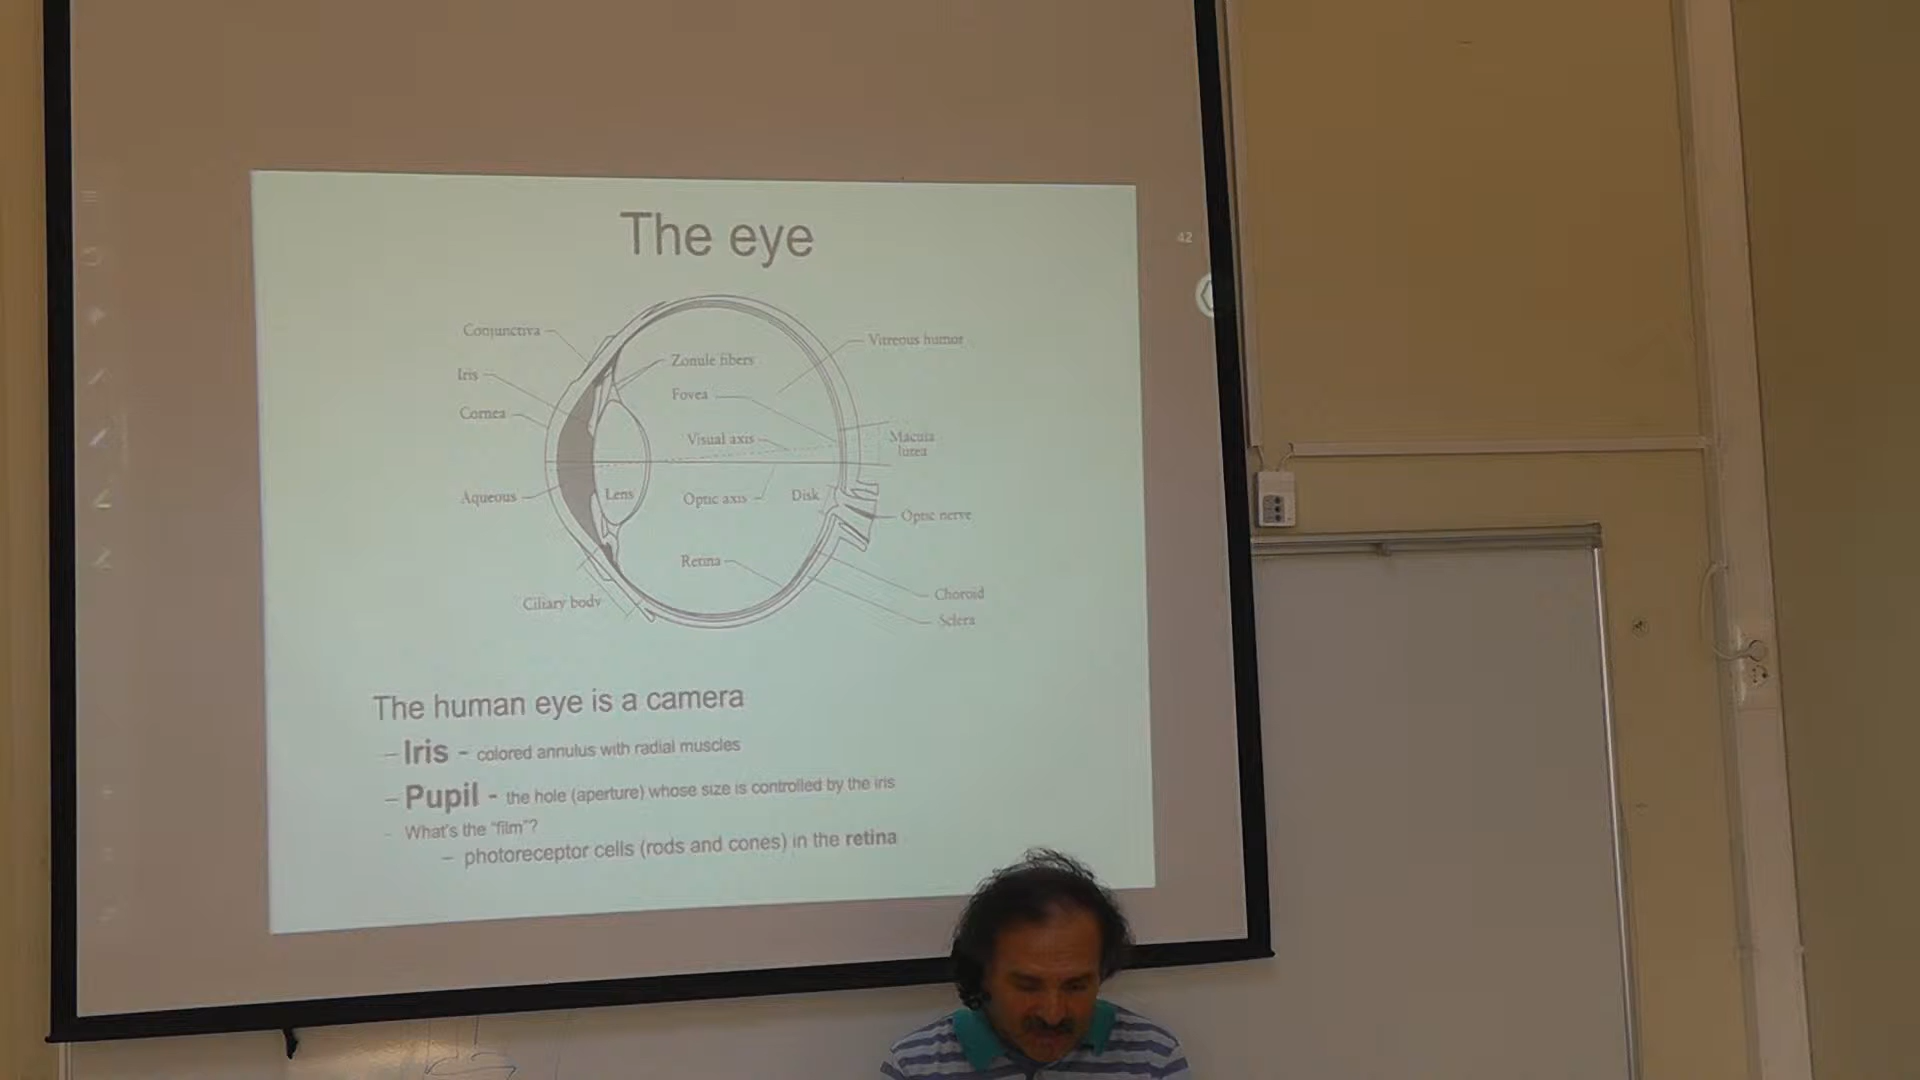 The eye
42
Conjunctiva
Vitreous humor
Zonule fibers
Iris
Fovea
Cornea
Visual axis
Macula
lutea
Aqueous
Lens
Optic axis
Disk
Optic nerve
Retina
Choroid
Ciliary body
Sclera
The human eye is a camera
– Iris - colored annulus with radial muscles
– Pupil - the hole (aperture) whose size is controlled by the iris
– What's the "film"?
– photoreceptor cells (rods and cones) in the retina